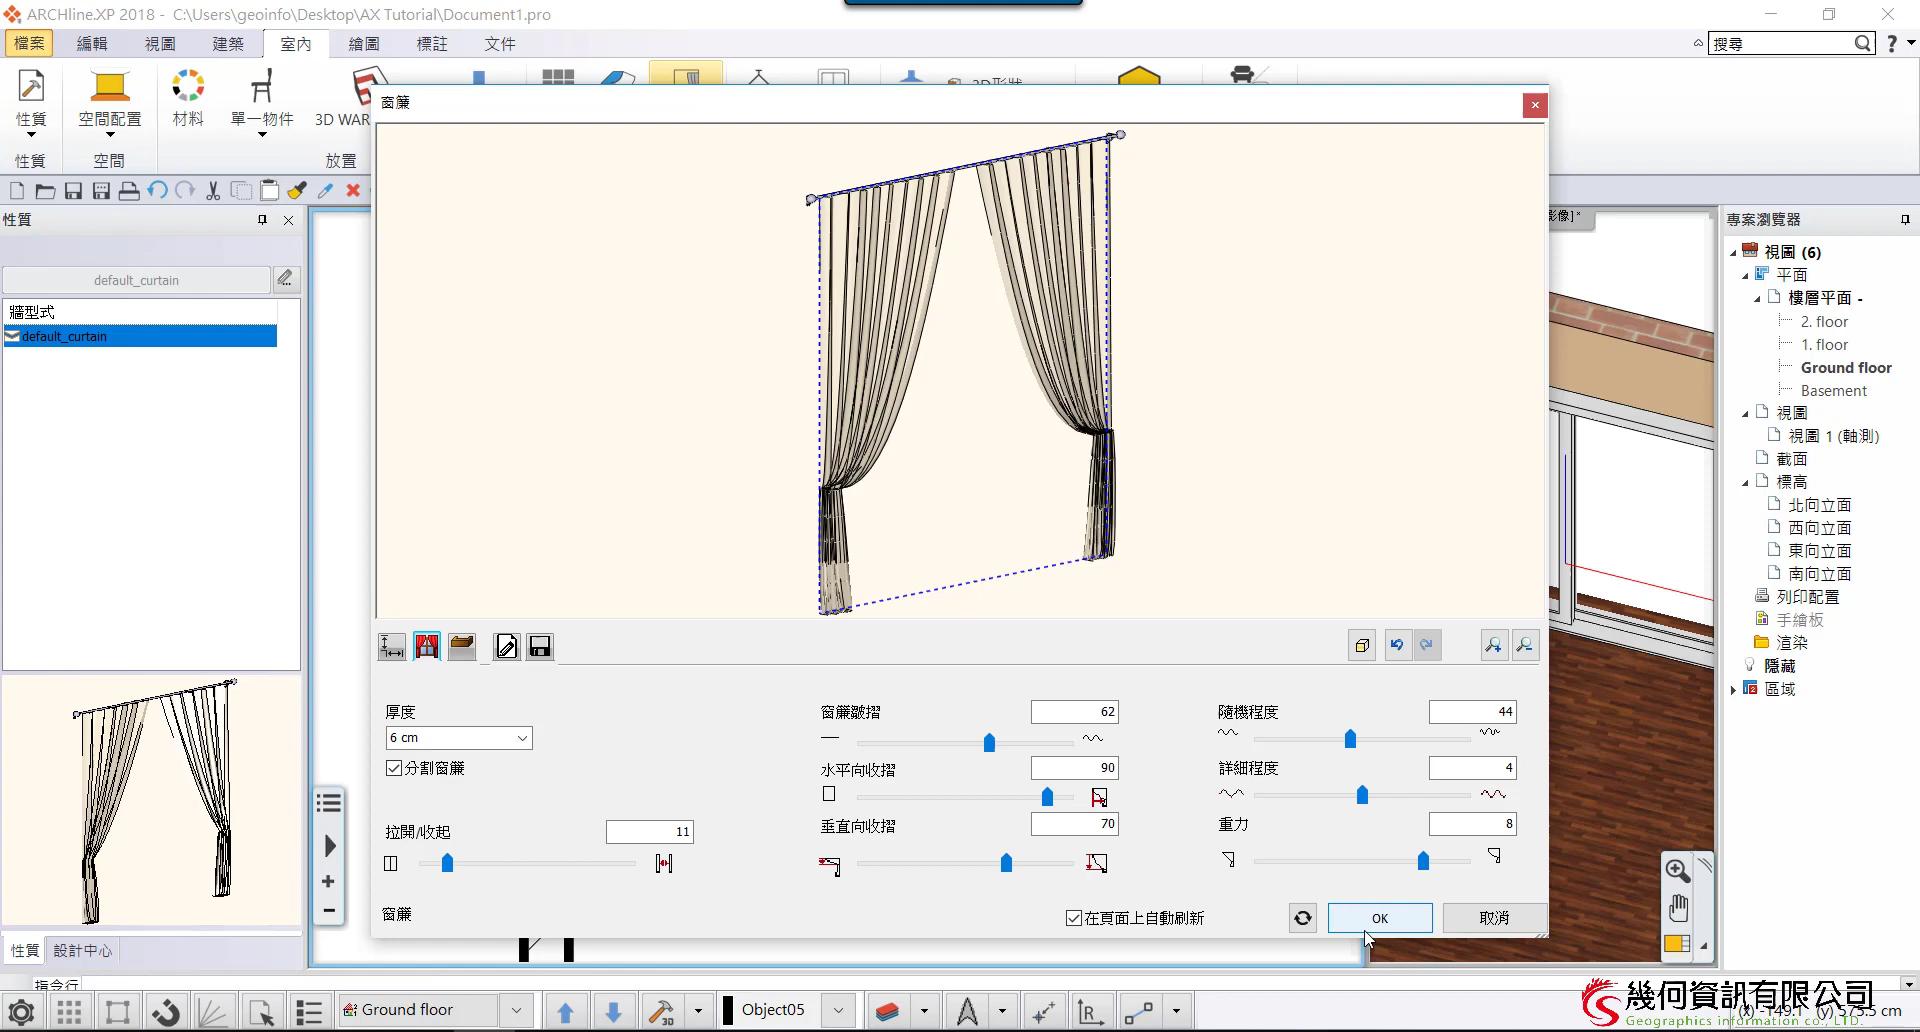 ARCHline.XP 2018 - C:\Users\geoinfo\Desktop\AX Tutorial\Document1.pro
檔案 編輯 視圖 建築 室內 繪圖 標註 文件
搜尋
?
性質 空間配置 材料 單一物件 3D WAR
性質 空間 放置
窗簾
性質
default_curtain
牆型式
default_curtain
性質 設計中心
厚度
6 cm
分割窗簾
拉開/收起 11
窗簾皺摺 62
水平向收摺 90
垂直向收摺 70
隨機程度 44
詳細程度 4
重力 8
窗簾
在頁面上自動刷新
OK
取消
影像]*
專案瀏覽器
視圖 (6)
平面
樓層平面 -
2. floor
1. floor
Ground floor
Basement
視圖
視圖 1 (軸測)
截面
標高
北向立面
西向立面
東向立面
南向立面
列印配置
手繪板
渲染
隱藏
區域
指令行
Ground floor
Object05
幾何資訊有限公司
Geographics information co., LTD.
(x) -149.1 (y) 575.5 cm